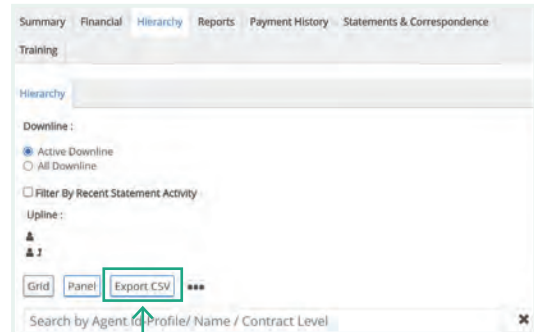 Summary Financial Hierarchy Reports Payment History Statements & Correspondence
Training
Hierarchy
Downline :
Active Downline
All Downline
Filter By Recent Statement Activity
Upline :
Grid Panel Export CSV •••
Search by Agent Id-Profile/ Name / Contract Level